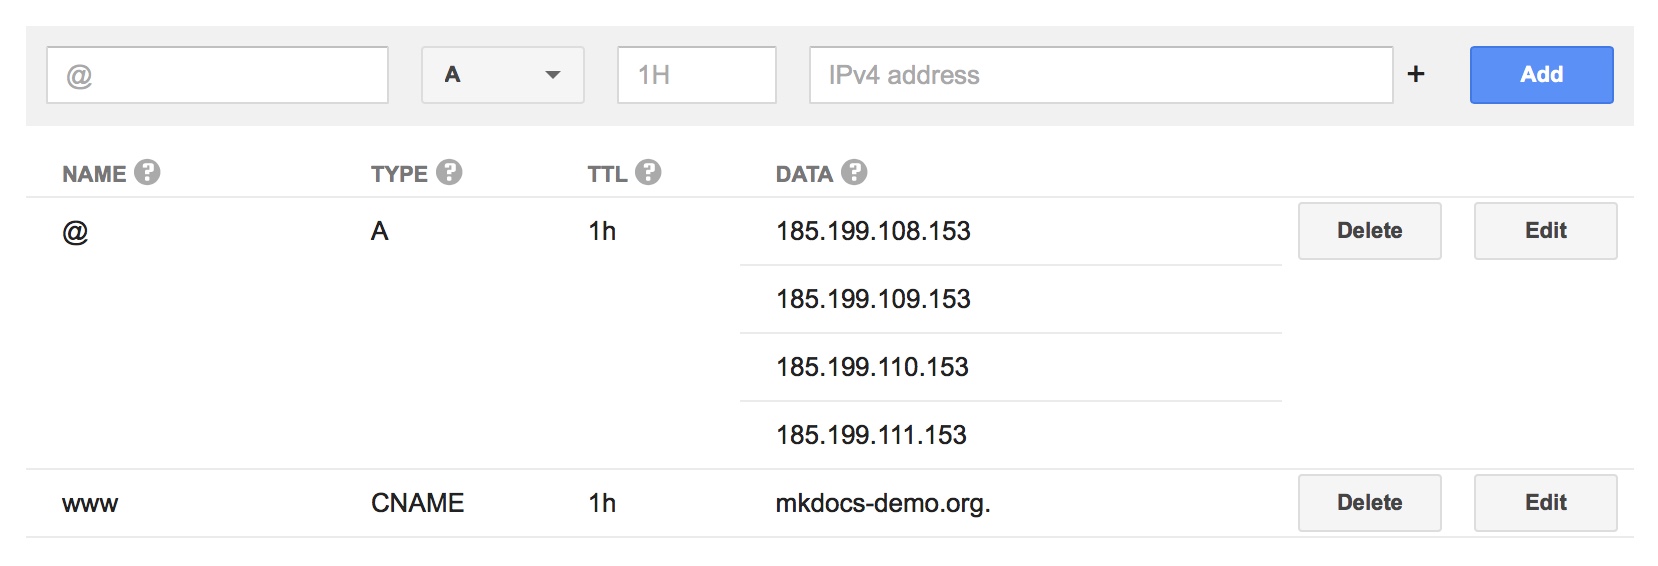 @ A 1H IPv4 address + Add
NAME ? TYPE ? TTL ? DATA ?
@ A 1h 185.199.108.153 Delete Edit
185.199.109.153
185.199.110.153
185.199.111.153
www CNAME 1h mkdocs-demo.org. Delete Edit